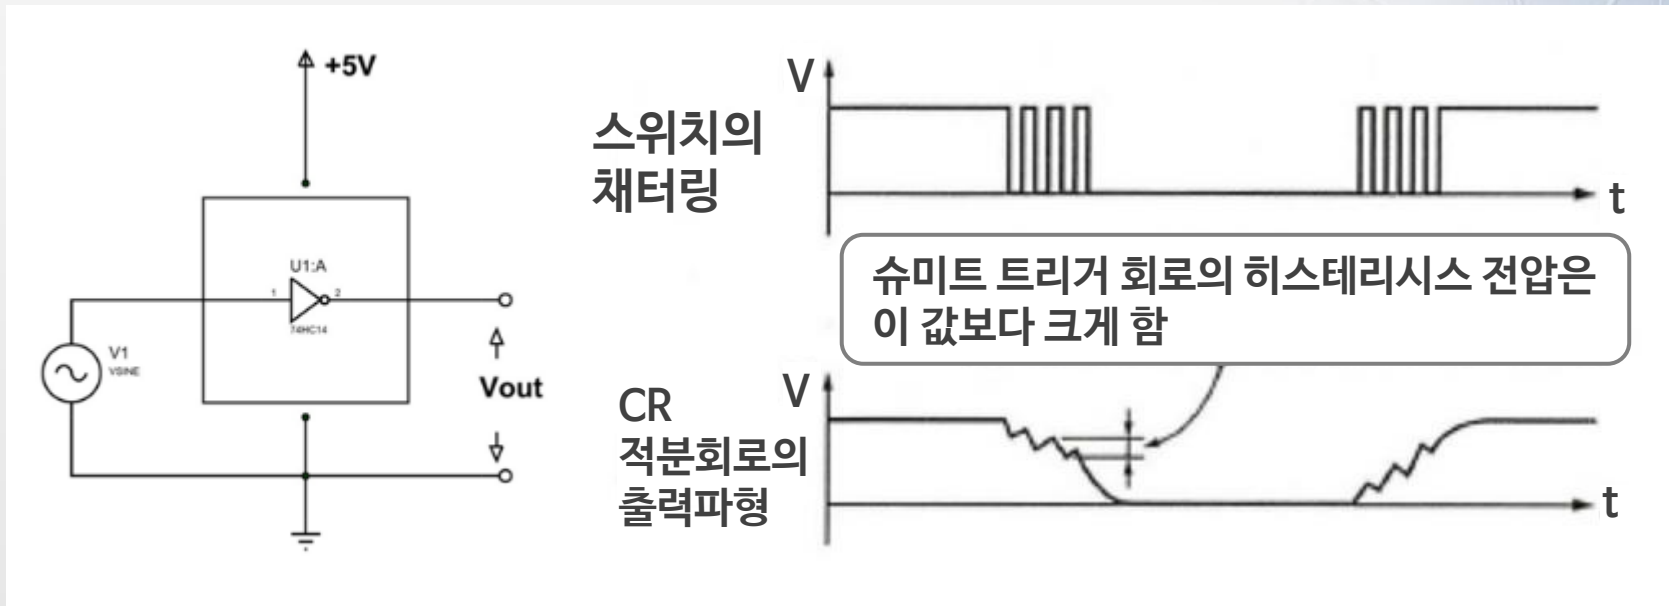 +5V
U1:A
1
2
74HC14
V1
VSINE
Vout
스위치의
채터링
V
t
슈미트 트리거 회로의 히스테리시스 전압은
이 값보다 크게 함
CR
적분회로의
출력파형
V
t